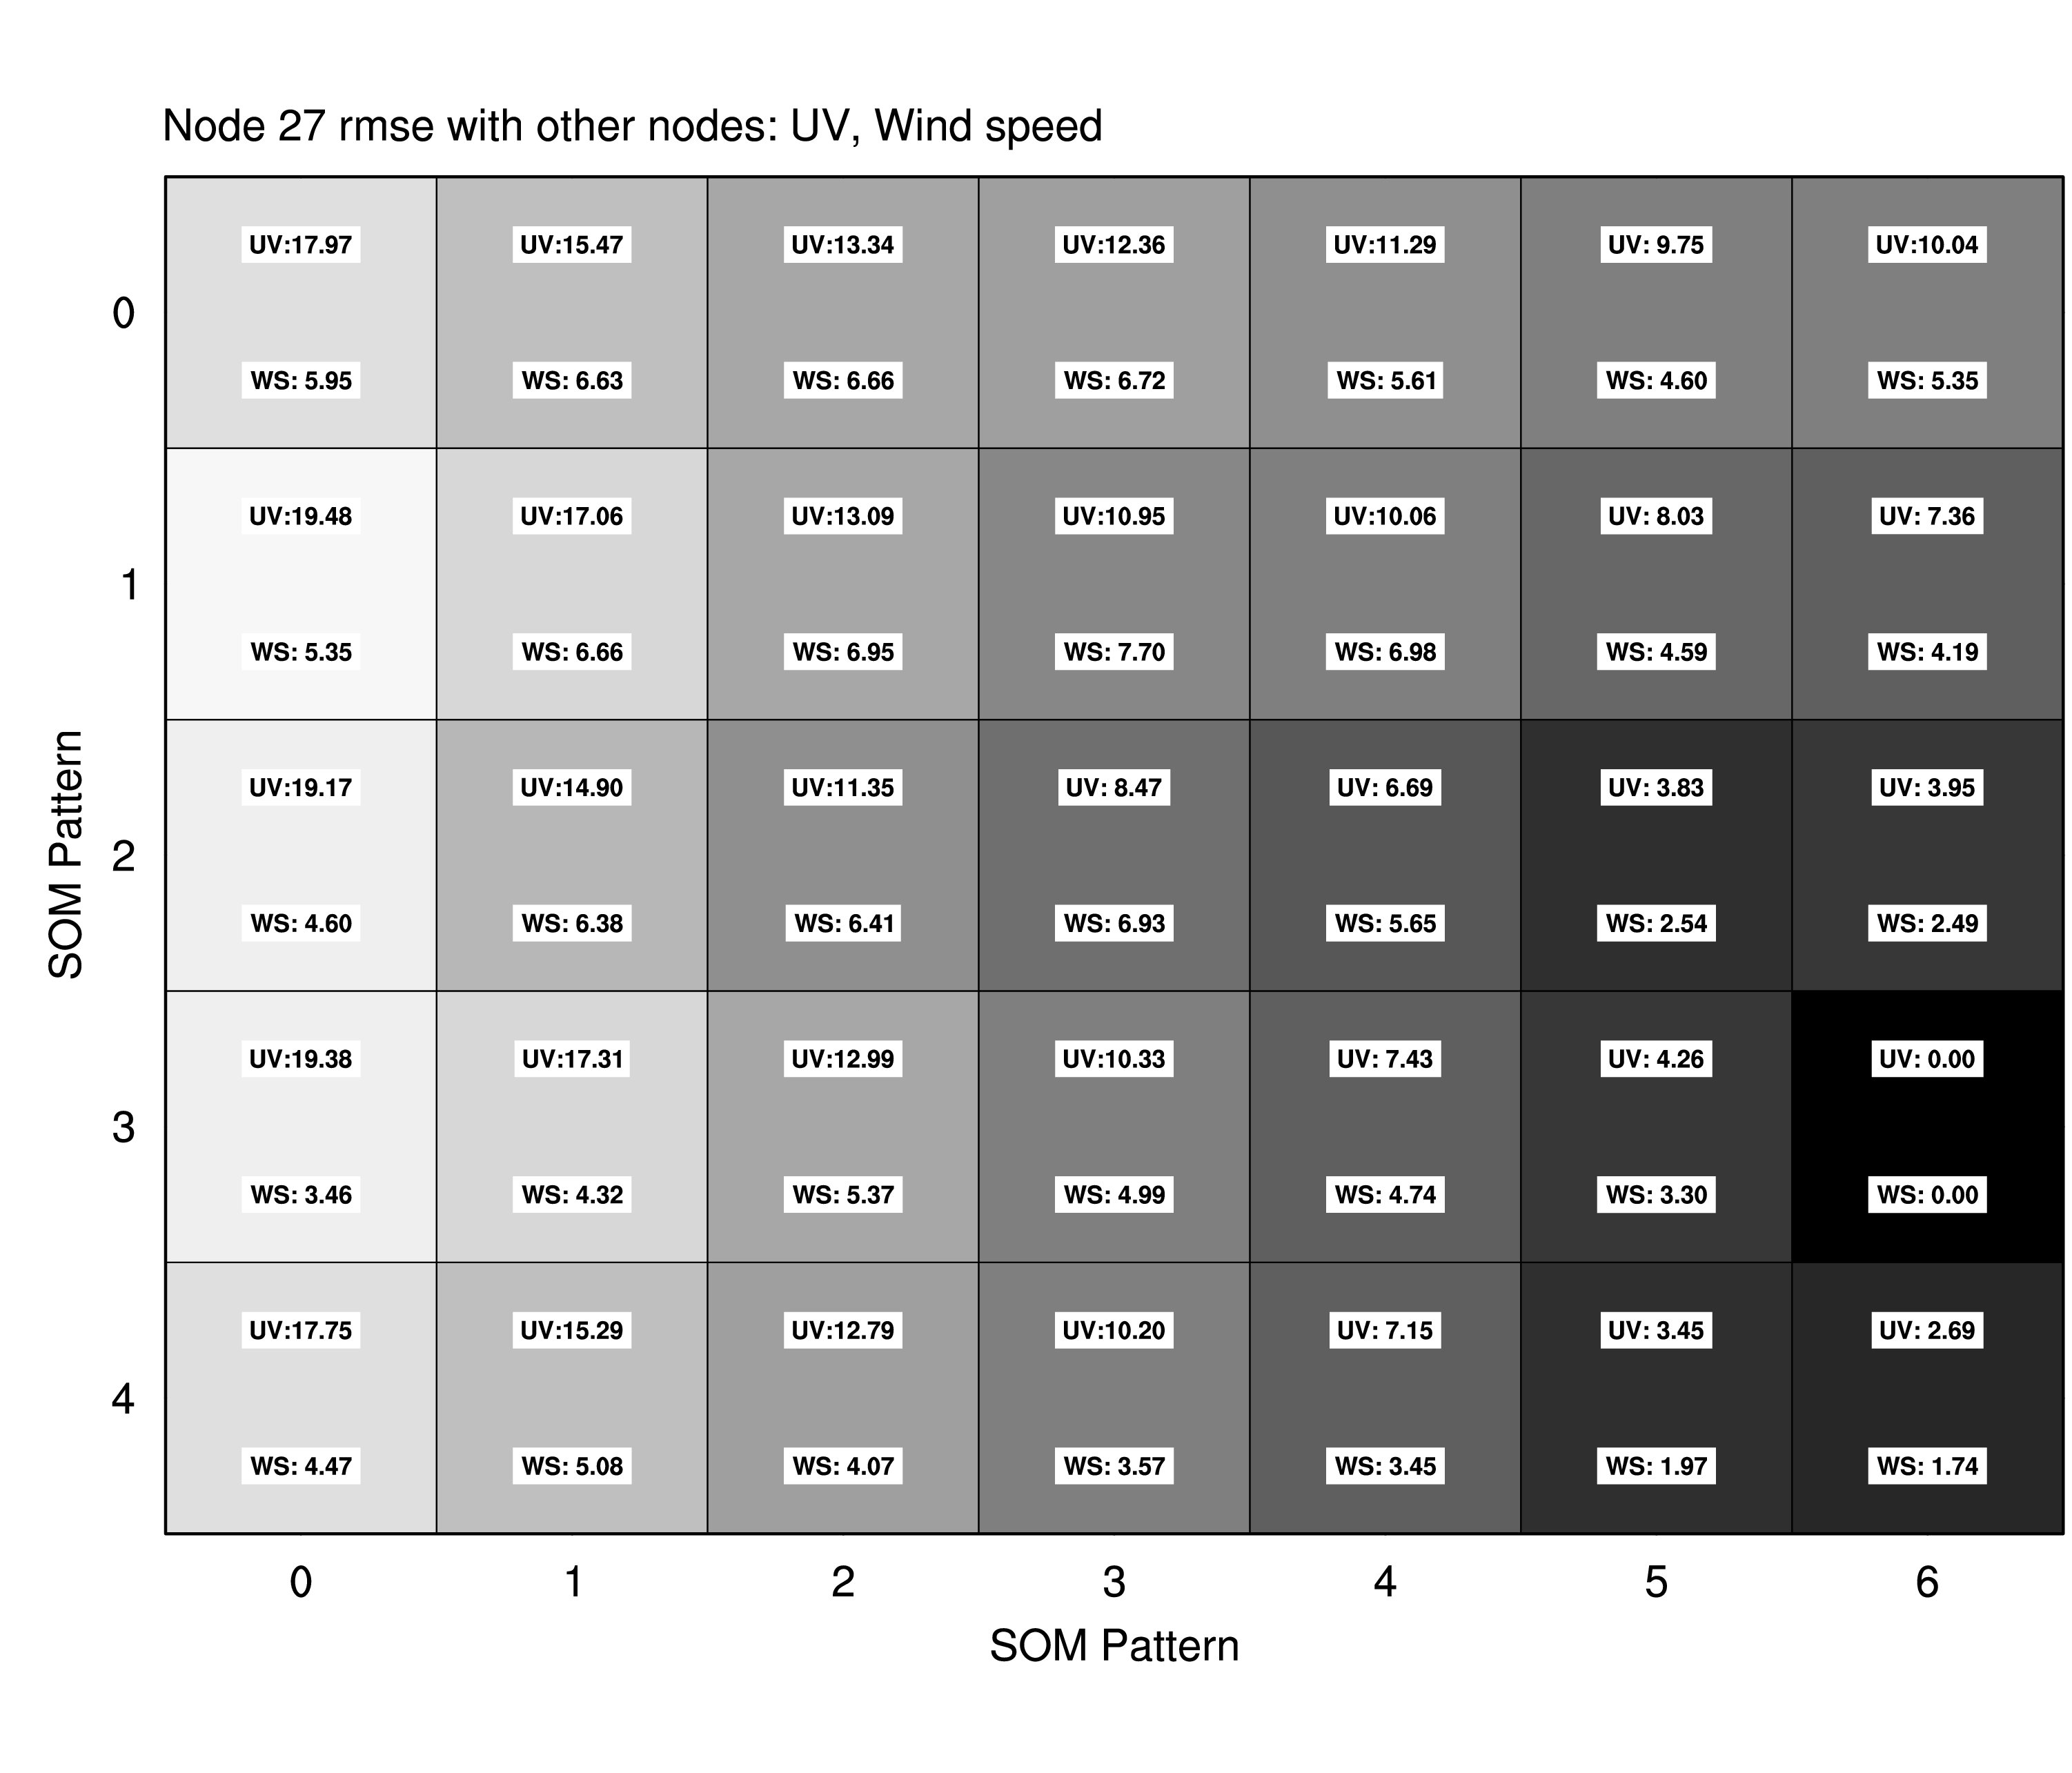 Node 27 rmse with other nodes: UV, Wind speed
UV:17.97 UV:15.47 UV:13.34 UV:12.36 UV:11.29 UV: 9.75 UV:10.04
0
WS: 5.95 WS: 6.63 WS: 6.66 WS: 6.72 WS: 5.61 WS: 4.60 WS: 5.35
UV:19.48 UV:17.06 UV:13.09 UV:10.95 UV:10.06 UV: 8.03 UV: 7.36
1
WS: 5.35 WS: 6.66 WS: 6.95 WS: 7.70 WS: 6.98 WS: 4.59 WS: 4.19
UV:19.17 UV:14.90 UV:11.35 UV: 8.47 UV: 6.69 UV: 3.83 UV: 3.95
SOM Pattern
2
WS: 4.60 WS: 6.38 WS: 6.41 WS: 6.93 WS: 5.65 WS: 2.54 WS: 2.49
UV:19.38 UV:17.31 UV:12.99 UV:10.33 UV: 7.43 UV: 4.26 UV: 0.00
3
WS: 3.46 WS: 4.32 WS: 5.37 WS: 4.99 WS: 4.74 WS: 3.30 WS: 0.00
UV:17.75 UV:15.29 UV:12.79 UV:10.20 UV: 7.15 UV: 3.45 UV: 2.69
4
WS: 4.47 WS: 5.08 WS: 4.07 WS: 3.57 WS: 3.45 WS: 1.97 WS: 1.74
0 1 2 3 4 5 6
SOM Pattern